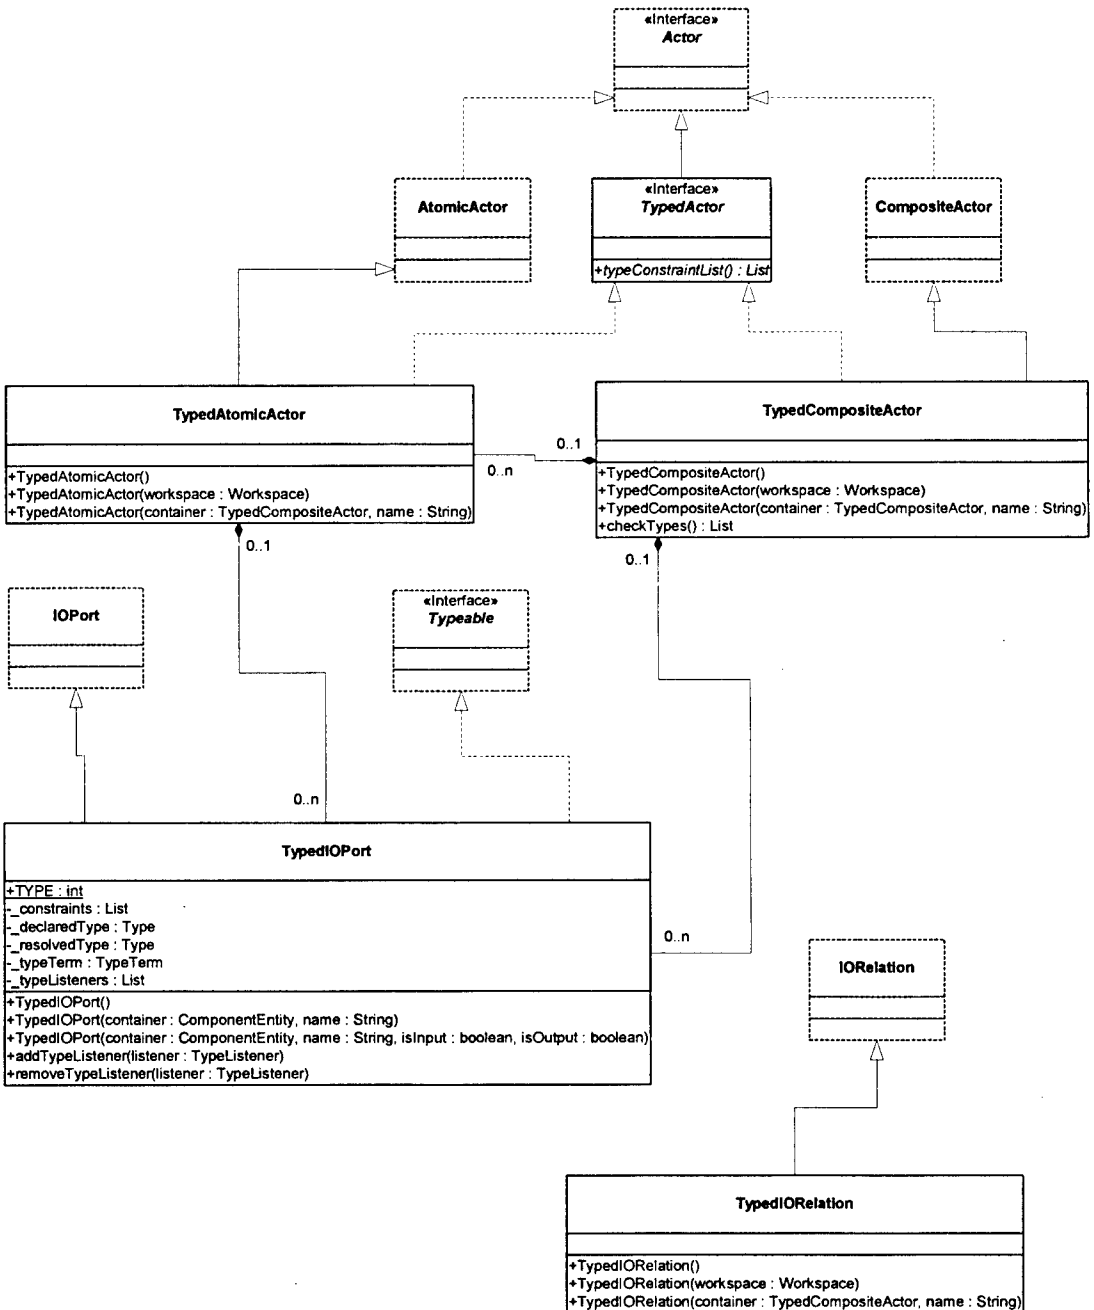 «Interface»
Actor
AtomicActor
«Interface»
TypedActor
+typeConstraintList() : List
CompositeActor
TypedAtomicActor
+TypedAtomicActor()
+TypedAtomicActor(workspace : Workspace)
+TypedAtomicActor(container : TypedCompositeActor, name : String)
0..1
0..n
TypedCompositeActor
+TypedCompositeActor()
+TypedCompositeActor(workspace : Workspace)
+TypedCompositeActor(container : TypedCompositeActor, name : String)
+checkTypes() : List
0..1
0..1
IOPort
«Interface»
Typeable
0..n
TypedIOPort
+TYPE : int
-_constraints : List
-_declaredType : Type
-_resolvedType : Type
-_typeTerm : TypeTerm
-_typeListeners : List
+TypedIOPort()
+TypedIOPort(container : ComponentEntity, name : String)
+TypedIOPort(container : ComponentEntity, name : String, isInput : boolean, isOutput : boolean)
+addTypeListener(listener : TypeListener)
+removeTypeListener(listener : TypeListener)
0..n
IORelation
TypedIORelation
+TypedIORelation()
+TypedIORelation(workspace : Workspace)
+TypedIORelation(container : TypedCompositeActor, name : String)